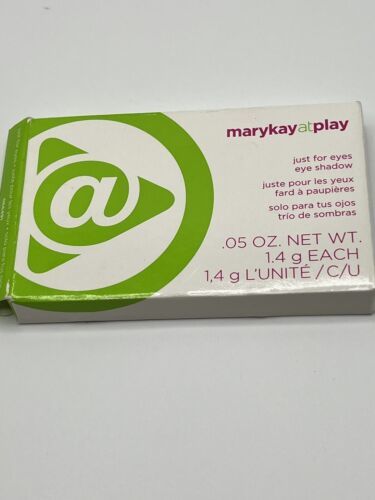 @
marykayatplay
just for eyes
eye shadow
juste pour les yeux
fard à paupières
solo para tus ojos
trío de sombras
.05 OZ. NET WT.
1.4 g EACH
1,4 g L'UNITÉ / C/U